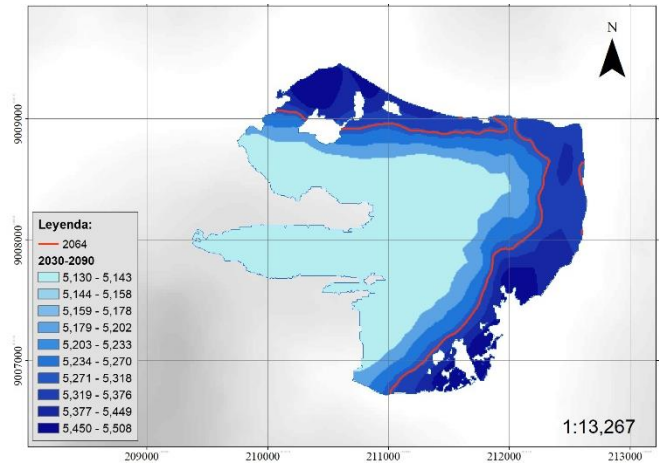 N
9009000
9008000
9007000
Leyenda:
2064
2030-2090
5,130 - 5,143
5,144 - 5,158
5,159 - 5,178
5,179 - 5,202
5,203 - 5,233
5,234 - 5,270
5,271 - 5,318
5,319 - 5,376
5,377 - 5,449
5,450 - 5,508
1:13,267
209000
210000
211000
212000
213000